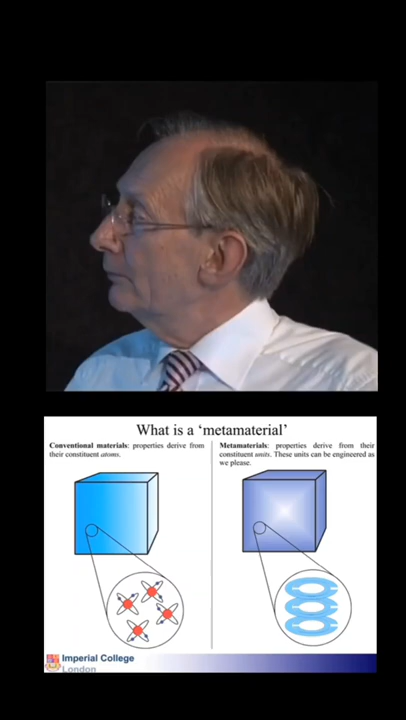 What is a ‘metamaterial’
Conventional materials: properties derive from
their constituent atoms.
Metamaterials: properties derive from their
constituent units. These units can be engineered as
we please.
Imperial College
London